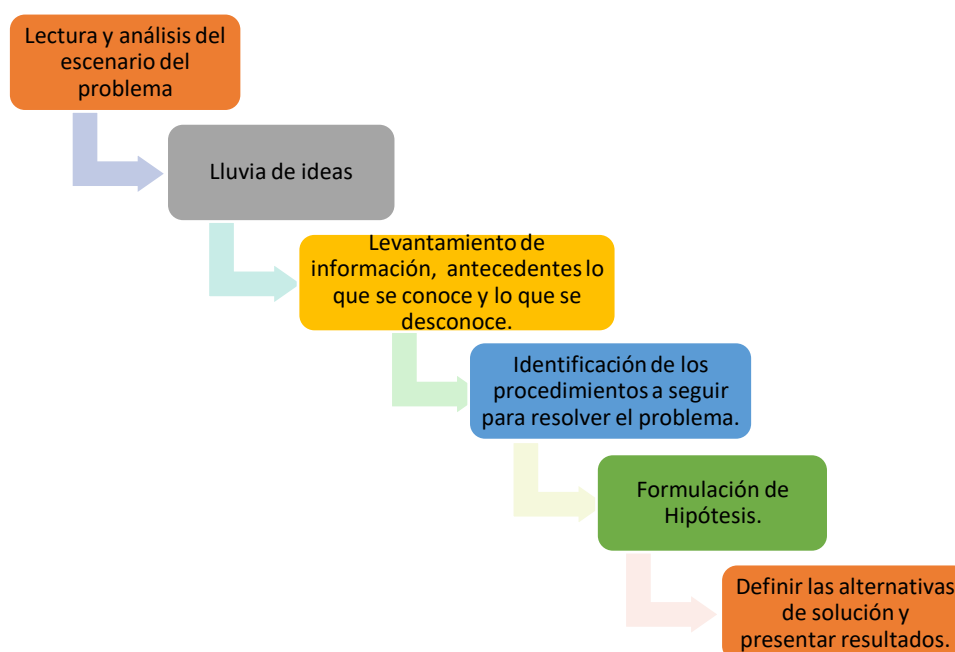 Lectura y análisis del
escenario del
problema
Lluvia de ideas
Levantamiento de
información, antecedentes lo
que se conoce y lo que se
desconoce.
Identificación de los
procedimientos a seguir
para resolver el problema.
Formulación de
Hipótesis.
Definir las alternativas
de solución y
presentar resultados.